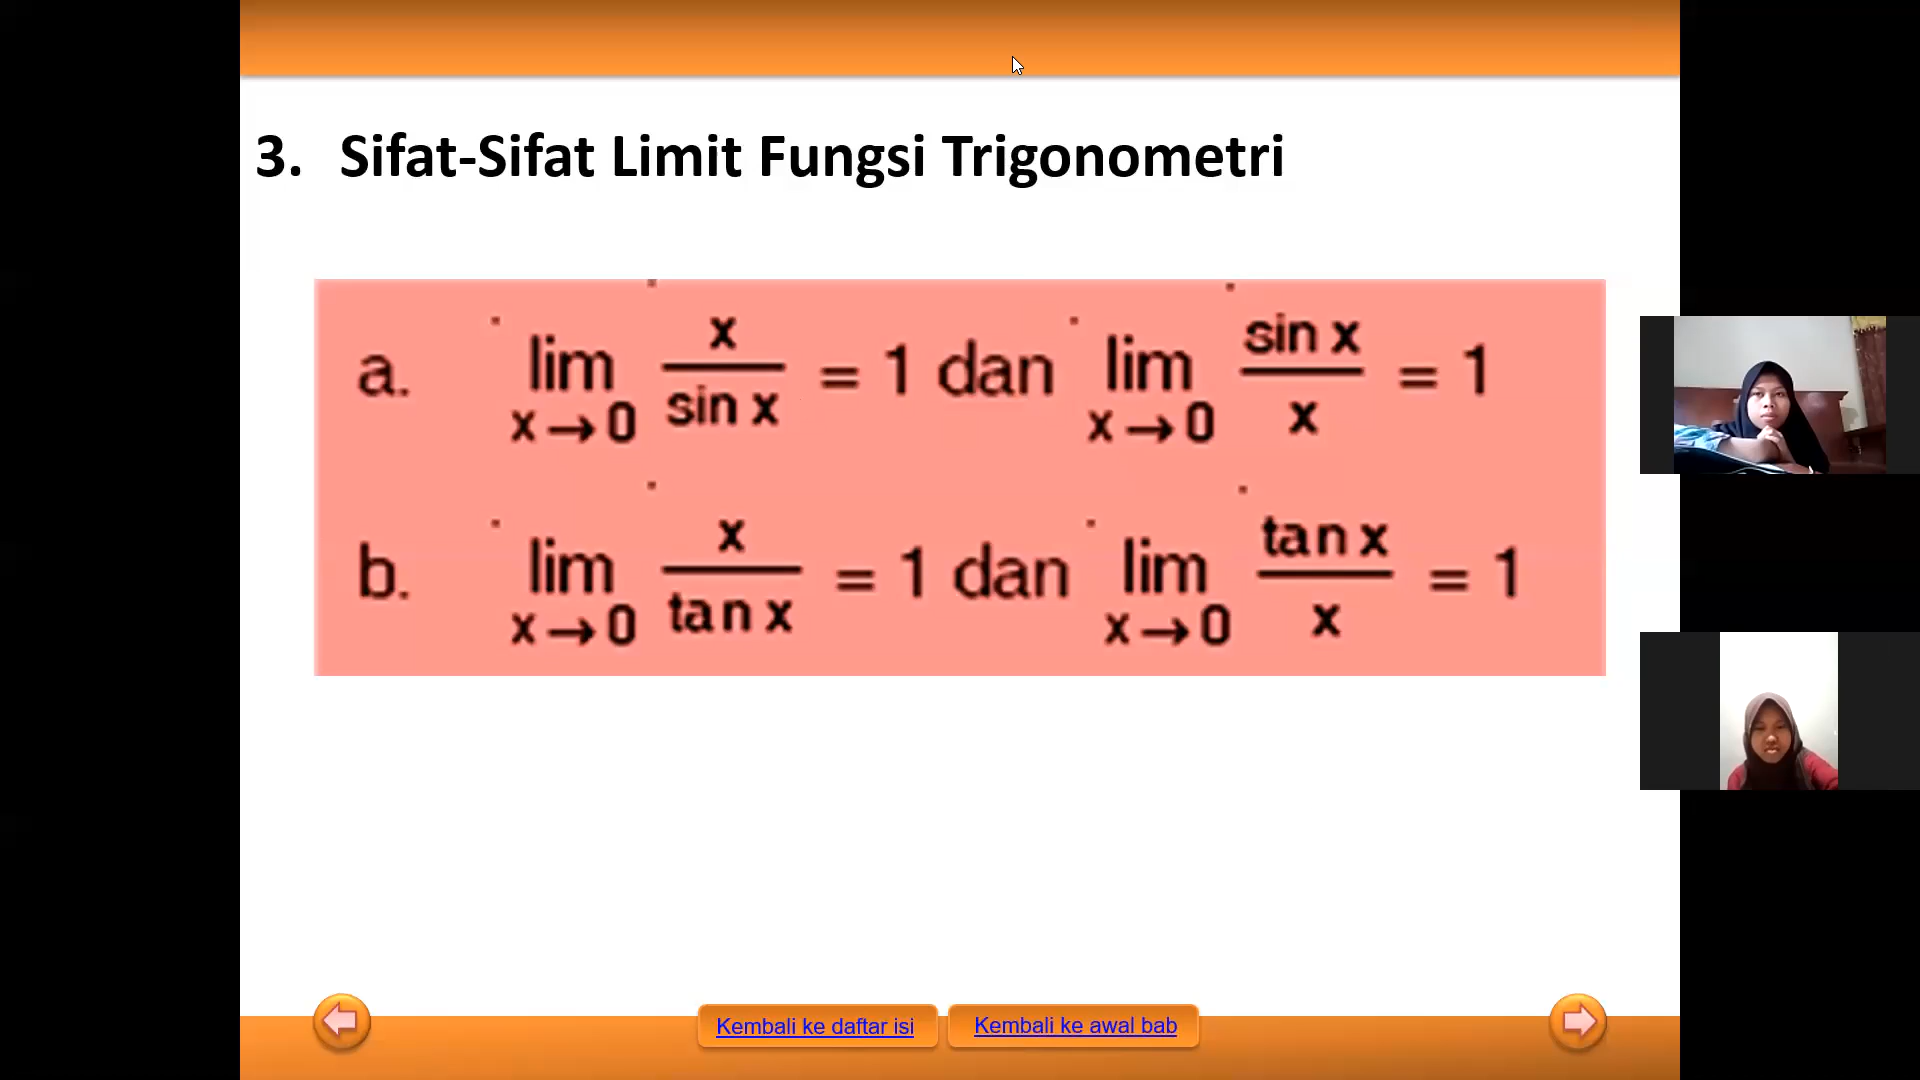 3. Sifat-Sifat Limit Fungsi Trigonometri
a. lim x→0 x/sin x = 1 dan lim x→0 sin x/x = 1
b. lim x→0 x/tan x = 1 dan lim x→0 tan x/x = 1
Kembali ke daftar isi
Kembali ke awal bab